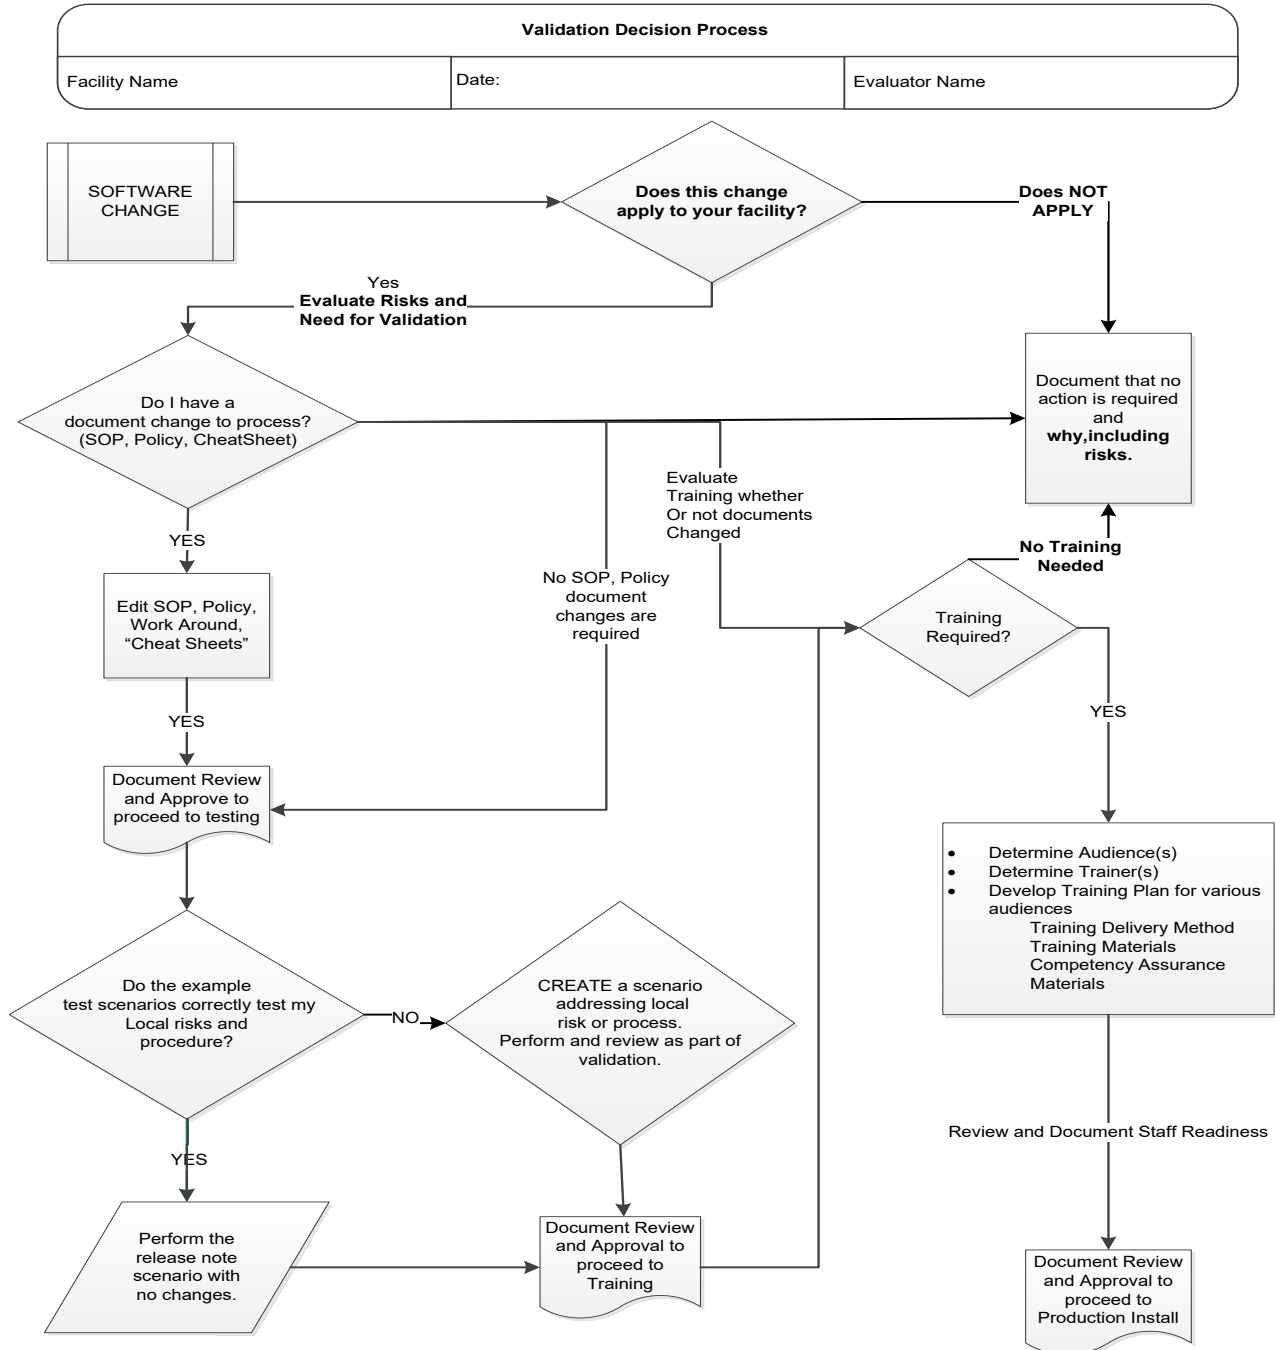 Validation Decision Process
Facility Name
Date:
Evaluator Name
SOFTWARE
CHANGE
Does this change
apply to your facility?
Does NOT
APPLY
Yes
Evaluate Risks and
Need for Validation
Do I have a
document change to process?
(SOP, Policy, CheatSheet)
Document that no
action is required
and
why,including
risks.
Evaluate
Training whether
Or not documents
Changed
YES
No Training
Needed
No SOP, Policy
document
changes are
required
Edit SOP, Policy,
Work Around,
“Cheat Sheets”
Training
Required?
YES
YES
Document Review
and Approve to
proceed to testing
• Determine Audience(s)
• Determine Trainer(s)
• Develop Training Plan for various
audiences
Training Delivery Method
Training Materials
Competency Assurance
Materials
Do the example
test scenarios correctly test my
Local risks and
procedure?
NO
CREATE a scenario
addressing local
risk or process.
Perform and review as part of
validation.
Review and Document Staff Readiness
YES
Perform the
release note
scenario with
no changes.
Document Review
and Approval to
proceed to
Training
Document Review
and Approval to
proceed to
Production Install